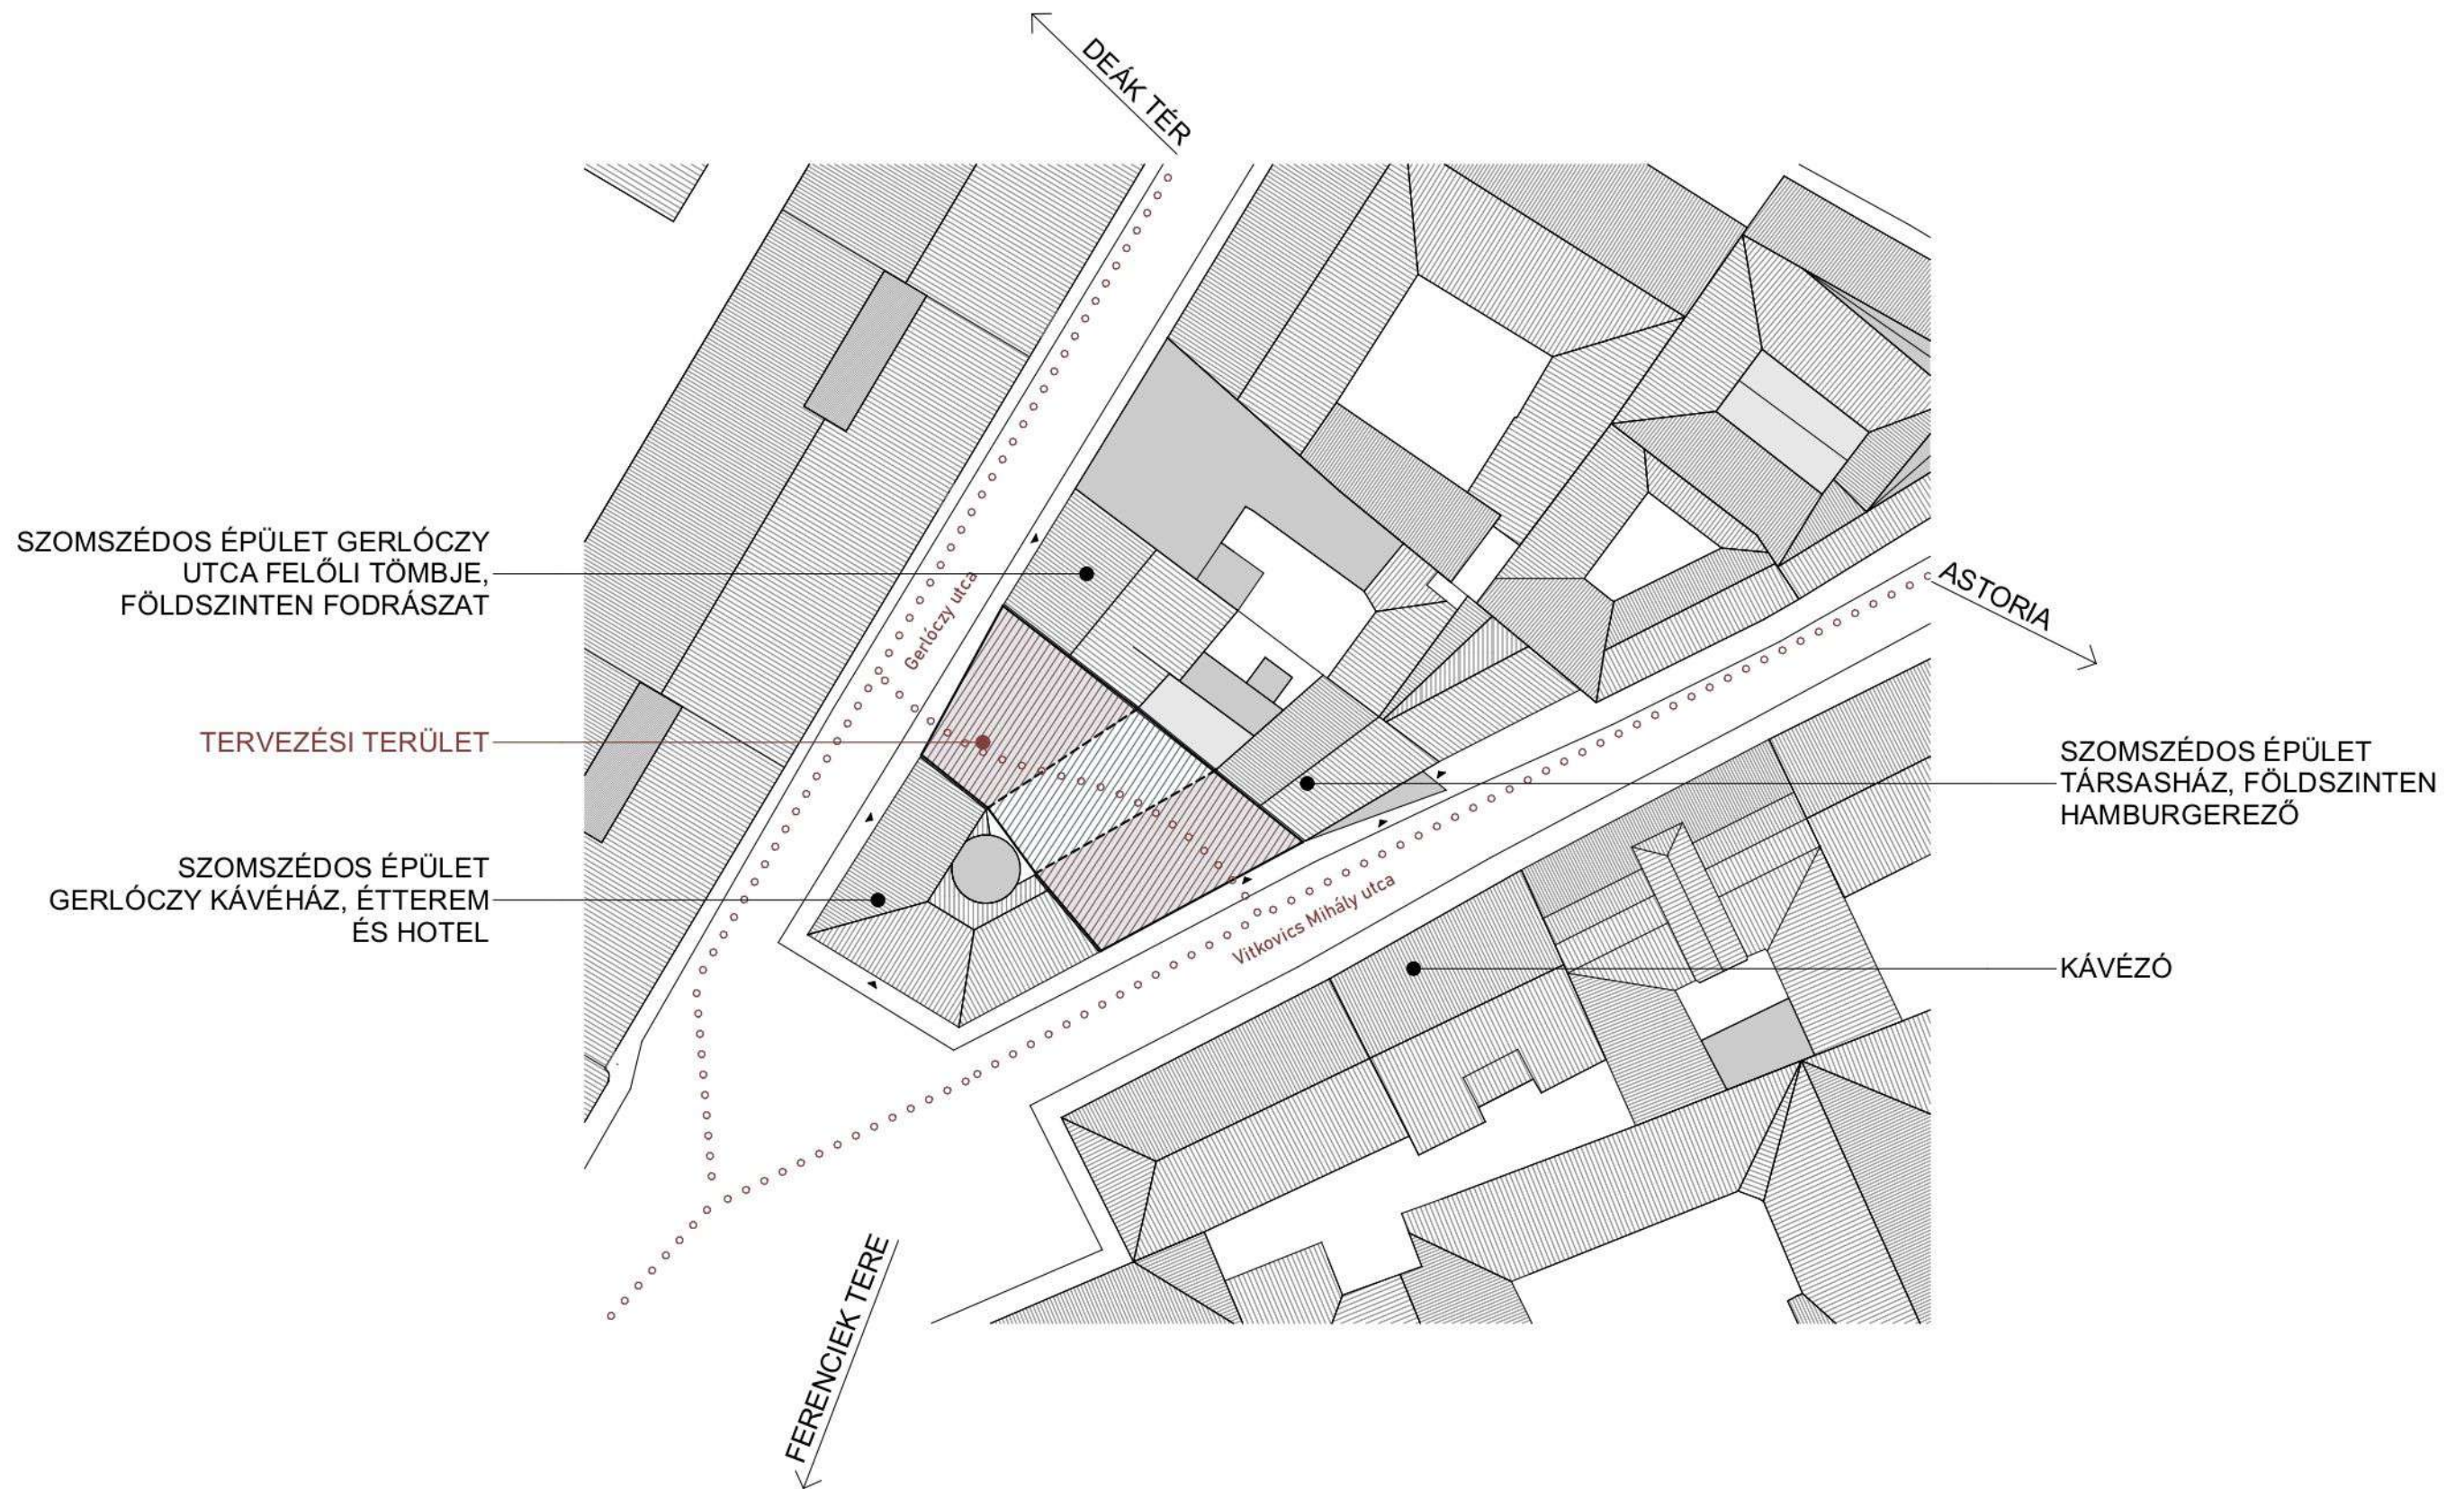 DEÁK TÉR
SZOMSZÉDOS ÉPÜLET GERLÓCZY
UTCA FELŐLI TÖMBJE,
FÖLDSZINTEN FODRÁSZAT
Gerlóczy utca
ASTORIA
TERVEZÉSI TERÜLET
SZOMSZÉDOS ÉPÜLET
TÁRSASHÁZ, FÖLDSZINTEN
HAMBURGEREZŐ
SZOMSZÉDOS ÉPÜLET
GERLÓCZY KÁVÉHÁZ, ÉTTEREM
ÉS HOTEL
Vitkovics Mihály utca
KÁVÉZÓ
FERENCIEK TERE